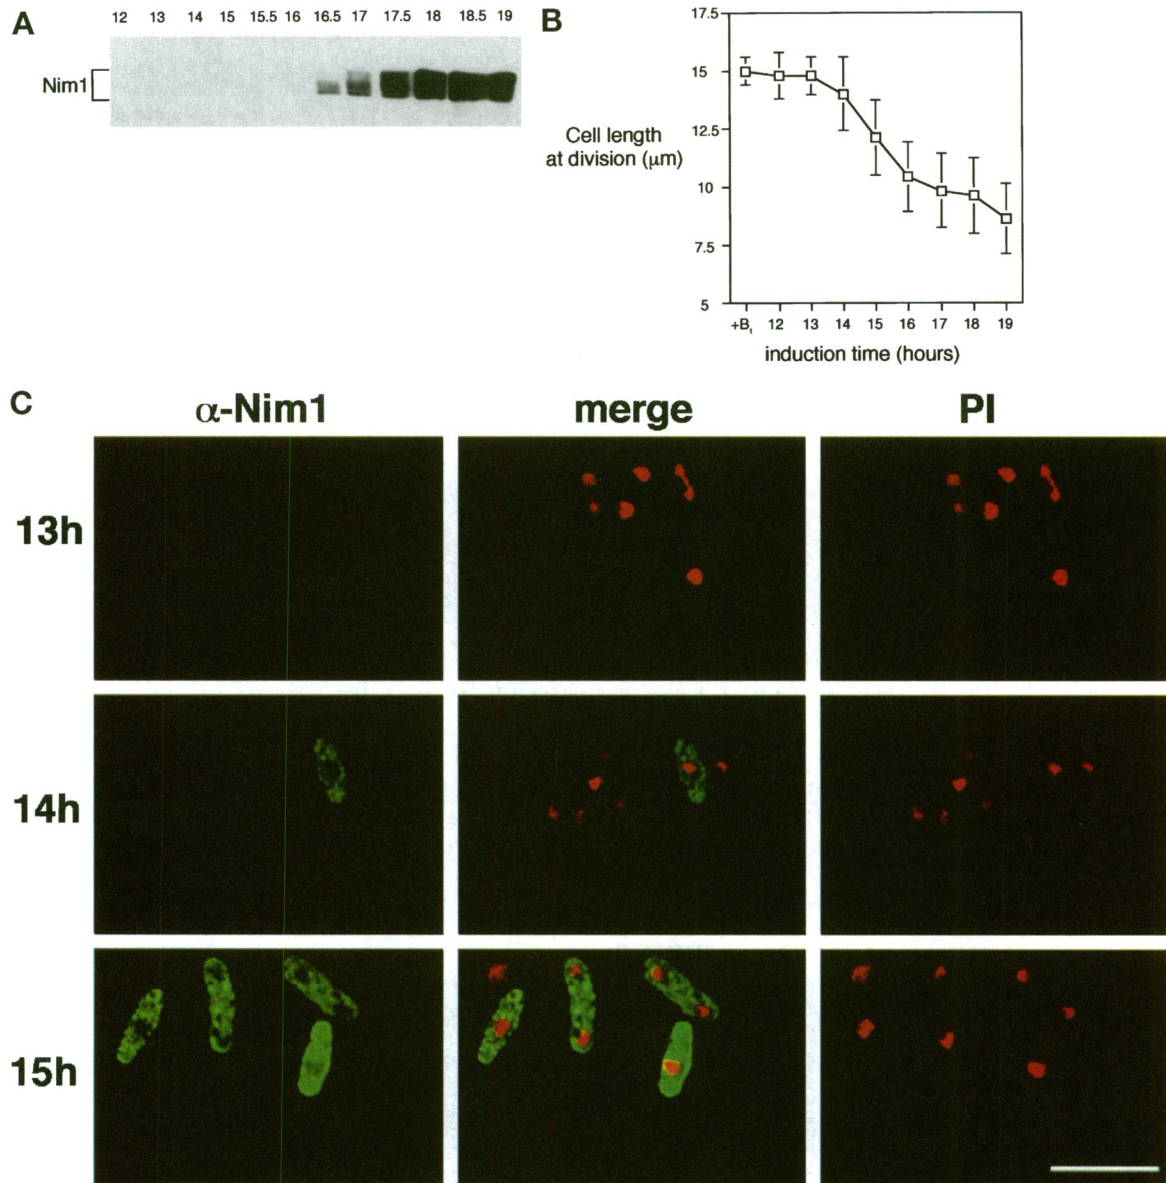 A
12 13 14 15 15.5 16 16.5 17 17.5 18 18.5 19
Nim1
B
17.5
15
12.5
10
7.5
5
Cell length
at division (μm)
+B₁ 12 13 14 15 16 17 18 19
induction time (hours)
C
α-Nim1 merge PI
13h
14h
15h